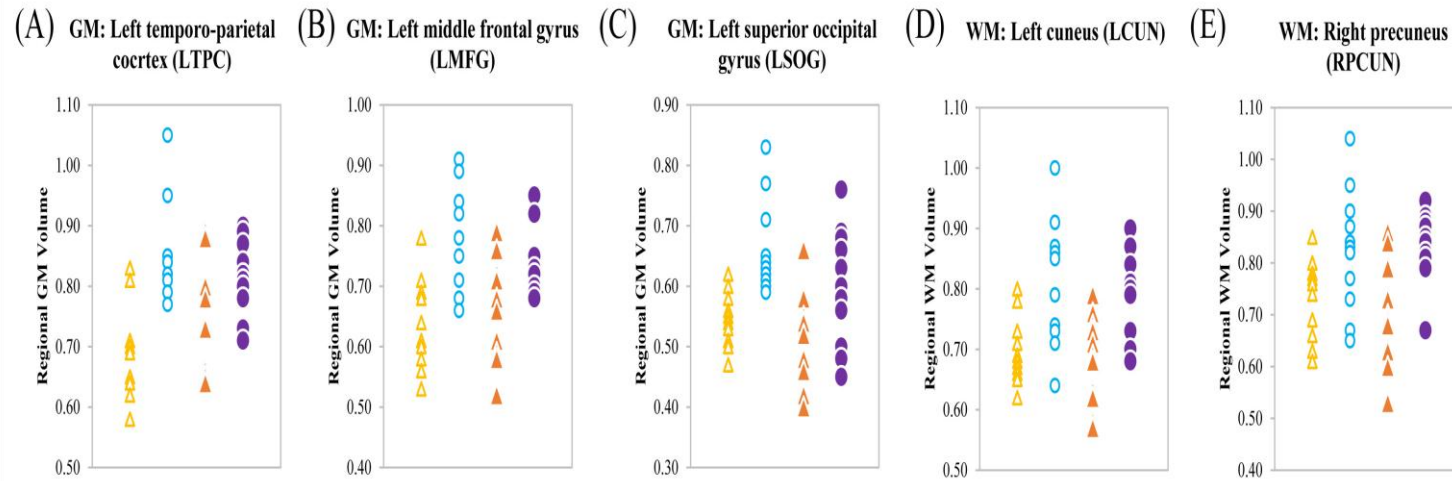 (A) GM: Left temporo-parietal
cocrtex (LTPC)
Regional GM Volume
1.10
1.00
0.90
0.80
0.70
0.60
0.50
(B) GM: Left middle frontal gyrus
(LMFG)
Regional GM Volume
1.00
0.90
0.80
0.70
0.60
0.50
0.40
(C) GM: Left superior occipital
gyrus (LSOG)
Regional GM Volume
0.90
0.80
0.70
0.60
0.50
0.40
0.30
(D) WM: Left cuneus (LCUN)
Regional WM Volume
1.10
1.00
0.90
0.80
0.70
0.60
0.50
(E) WM: Right precuneus
(RPCUN)
Regional WM Volume
1.10
1.00
0.90
0.80
0.70
0.60
0.50
0.40